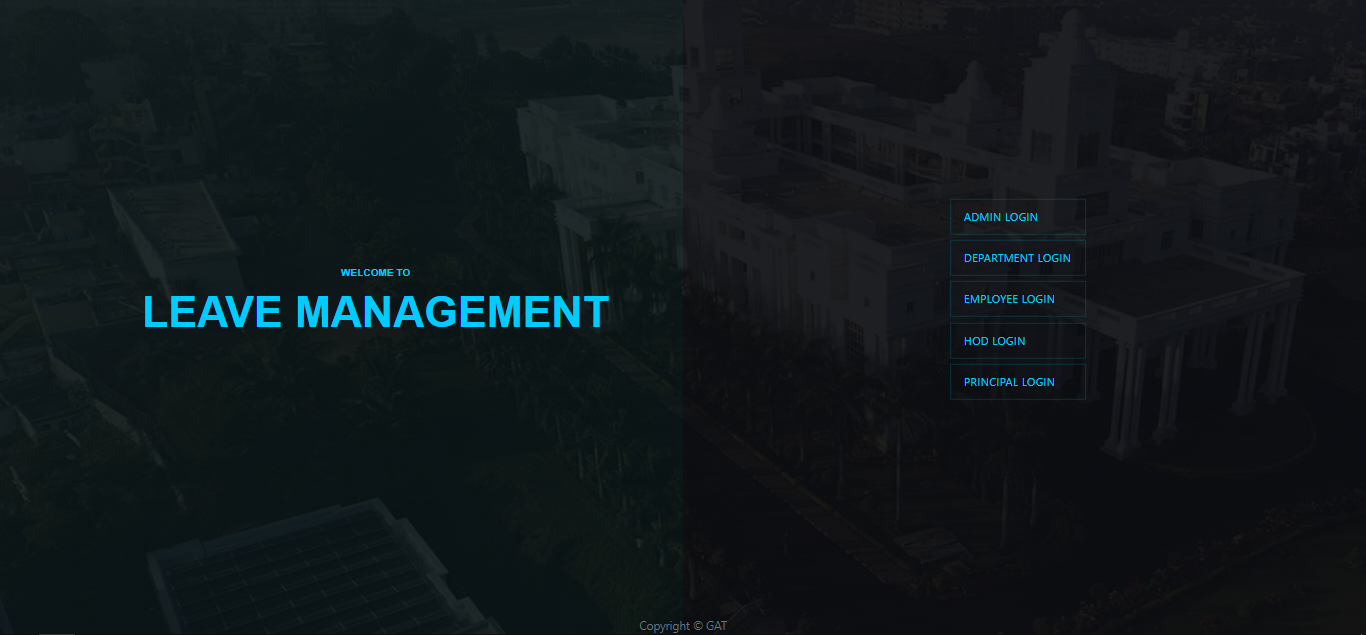 WELCOME TO
LEAVE MANAGEMENT
ADMIN LOGIN
DEPARTMENT LOGIN
EMPLOYEE LOGIN
HOD LOGIN
PRINCIPAL LOGIN
Copyright © GAT